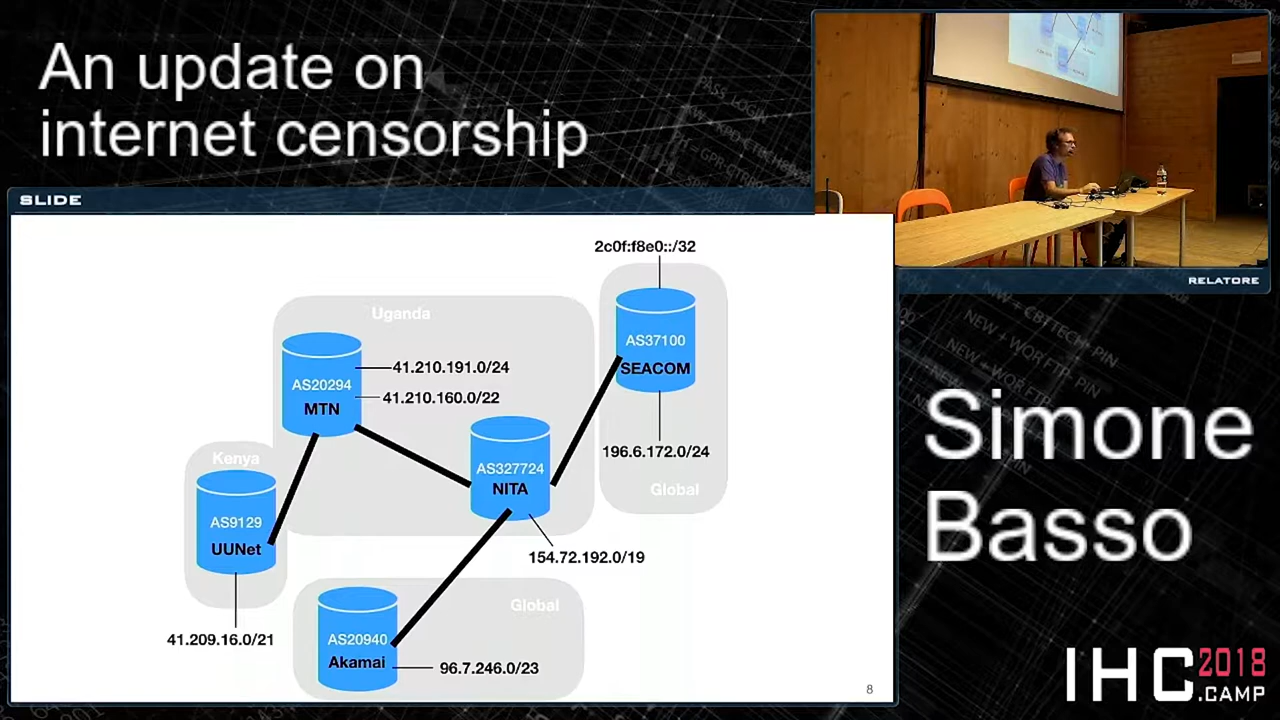 An update on
internet censorship
SLIDE
RELATORE
2c0f:f8e0::/32
Uganda
AS37100
SEACOM
41.210.191.0/24
AS20294
41.210.160.0/22
MTN
196.6.172.0/24
Kenya
AS327724
NITA
Global
AS9129
UUNet
154.72.192.0/19
Global
41.209.16.0/21
AS20940
Akamai
96.7.246.0/23
8
Simone
Basso
IHC 2018
.CAMP